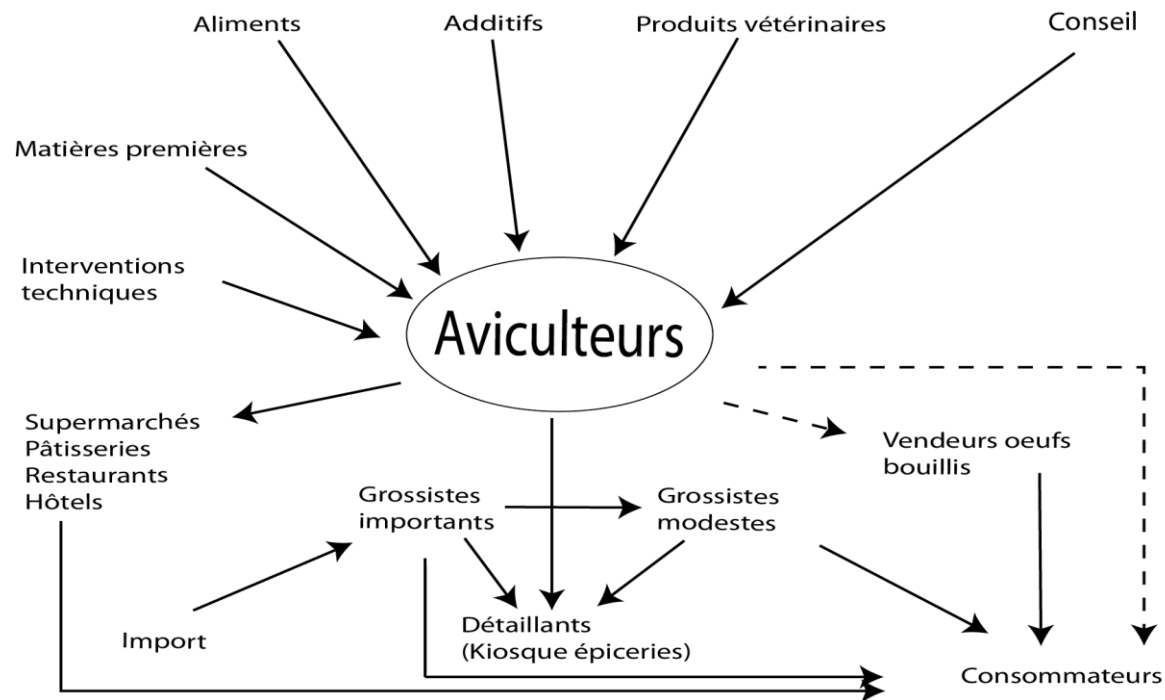 Aliments
Additifs
Produits vétérinaires
Conseil
Matières premières
Interventions
techniques
Aviculteurs
Supermarchés
Pâtisseries
Restaurants
Hôtels
Vendeurs oeufs
bouillis
Grossistes
importants
Grossistes
modestes
Import
Détaillants
(Kiosque épiceries)
Consommateurs